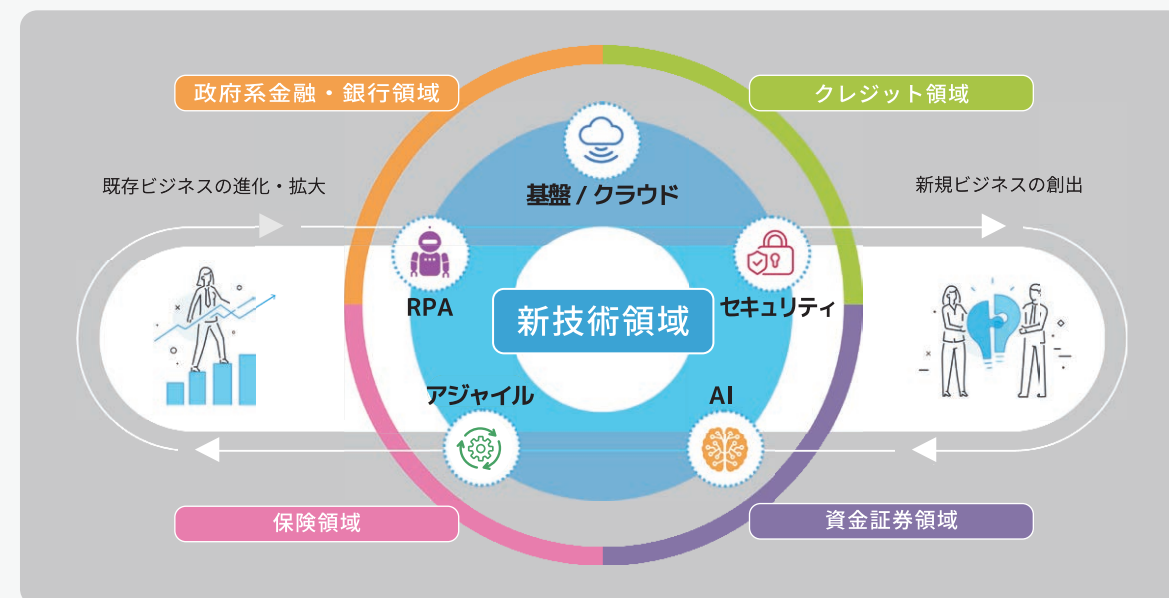 政府系金融・銀行領域
クレジット領域
既存ビジネスの進化・拡大
新規ビジネスの創出
基盤 / クラウド
RPA
セキュリティ
新技術領域
アジャイル
AI
保険領域
資金証券領域